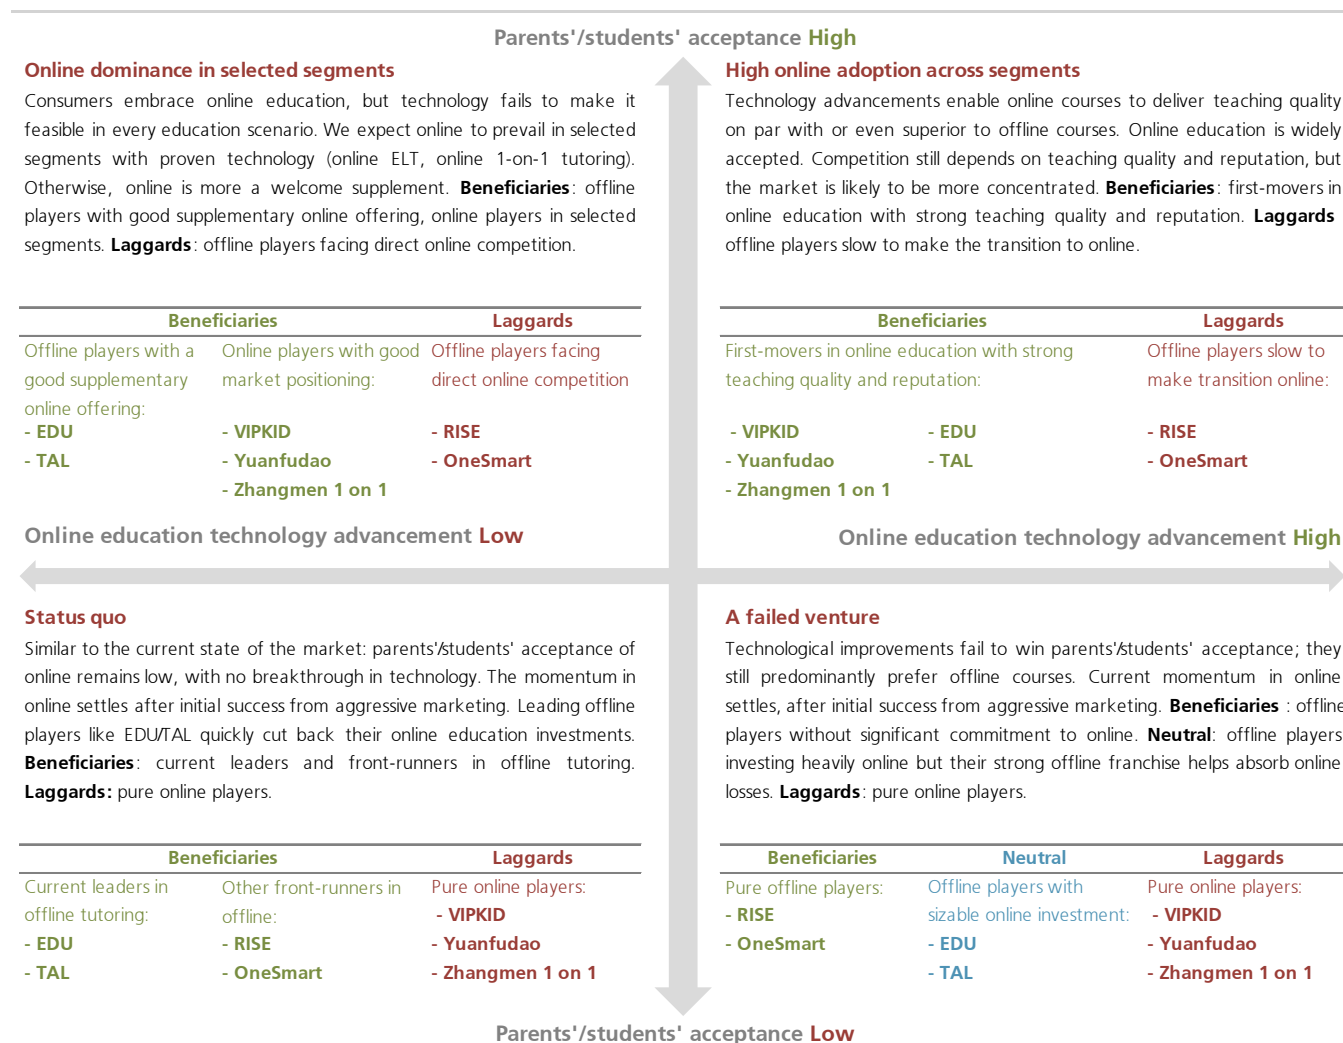 Parents'/students' acceptance High
Online dominance in selected segments
Consumers embrace online education, but technology fails to make it
feasible in every education scenario. We expect online to prevail in selected
segments with proven technology (online ELT, online 1-on-1 tutoring).
Otherwise, online is more a welcome supplement. Beneficiaries: offline
players with good supplementary online offering, online players in selected
segments. Laggards: offline players facing direct online competition.
Beneficiaries Laggards
Offline players with a Online players with good Offline players facing
good supplementary market positioning: direct online competition
online offering:
- EDU - VIPKID - RISE
- TAL - Yuanfudao - OneSmart
- Zhangmen 1 on 1
High online adoption across segments
Technology advancements enable online courses to deliver teaching quality
on par with or even superior to offline courses. Online education is widely
accepted. Competition still depends on teaching quality and reputation, but
the market is likely to be more concentrated. Beneficiaries: first-movers in
online education with strong teaching quality and reputation. Laggards
offline players slow to make the transition to online.
Beneficiaries Laggards
First-movers in online education with strong Offline players slow to
teaching quality and reputation: make transition online:
- VIPKID - EDU - RISE
- Yuanfudao - TAL - OneSmart
- Zhangmen 1 on 1
Online education technology advancement Low
Online education technology advancement High
Status quo
Similar to the current state of the market: parents'/students' acceptance of
online remains low, with no breakthrough in technology. The momentum in
online settles after initial success from aggressive marketing. Leading offline
players like EDU/TAL quickly cut back their online education investments.
Beneficiaries: current leaders and front-runners in offline tutoring.
Laggards: pure online players.
Beneficiaries Laggards
Current leaders in Other front-runners in Pure online players:
offline tutoring: offline: - VIPKID
- EDU - RISE - Yuanfudao
- TAL - OneSmart - Zhangmen 1 on 1
A failed venture
Technological improvements fail to win parents'/students' acceptance; they
still predominantly prefer offline courses. Current momentum in online
settles, after initial success from aggressive marketing. Beneficiaries : offline
players without significant commitment to online. Neutral: offline players
investing heavily online but their strong offline franchise helps absorb online
losses. Laggards: pure online players.
Beneficiaries Neutral Laggards
Pure offline players: Offline players with Pure online players:
- RISE sizable online investment: - VIPKID
- OneSmart - EDU - Yuanfudao
- TAL - Zhangmen 1 on 1
Parents'/students' acceptance Low